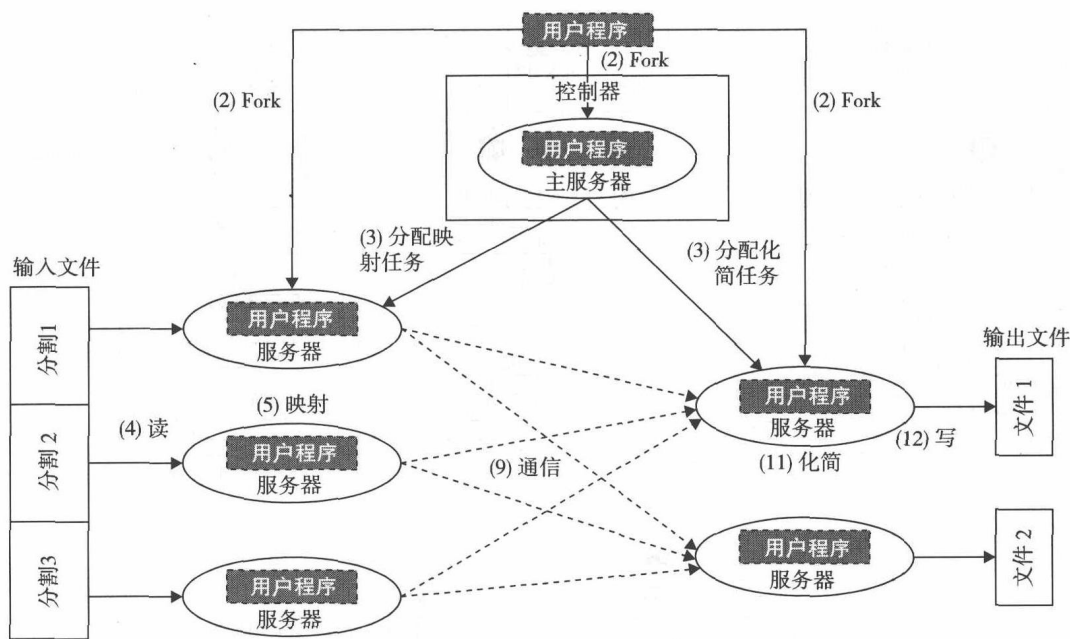 用户程序
(2) Fork
(2) Fork
(2) Fork
控制器
用户程序
主服务器
(3) 分配映
射任务
(3) 分配化
简任务
输入文件
分割1
分割 2
分割3
(4) 读
用户程序
服务器
(5) 映射
用户程序
服务器
用户程序
服务器
(9) 通信
用户程序
服务器
(11) 化简
(12) 写
用户程序
服务器
输出文件
文件 1
文件 2